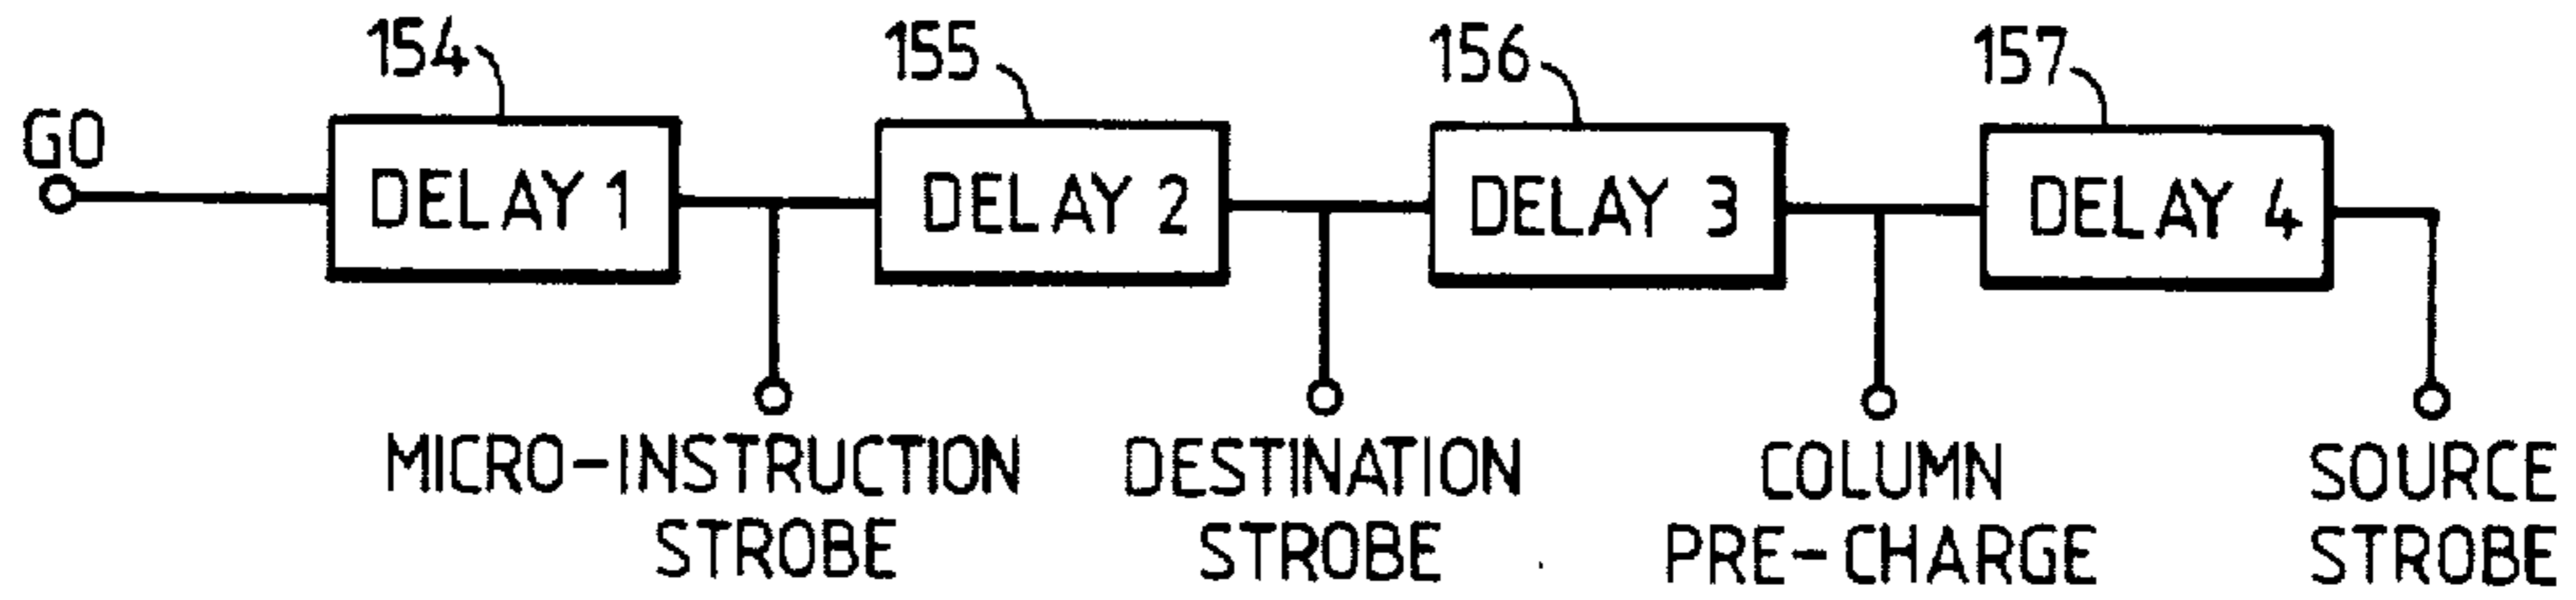 154
155
156
157
GO
DELAY 1
DELAY 2
DELAY 3
DELAY 4
MICRO-INSTRUCTION
STROBE
DESTINATION
STROBE
COLUMN
PRE-CHARGE
SOURCE
STROBE